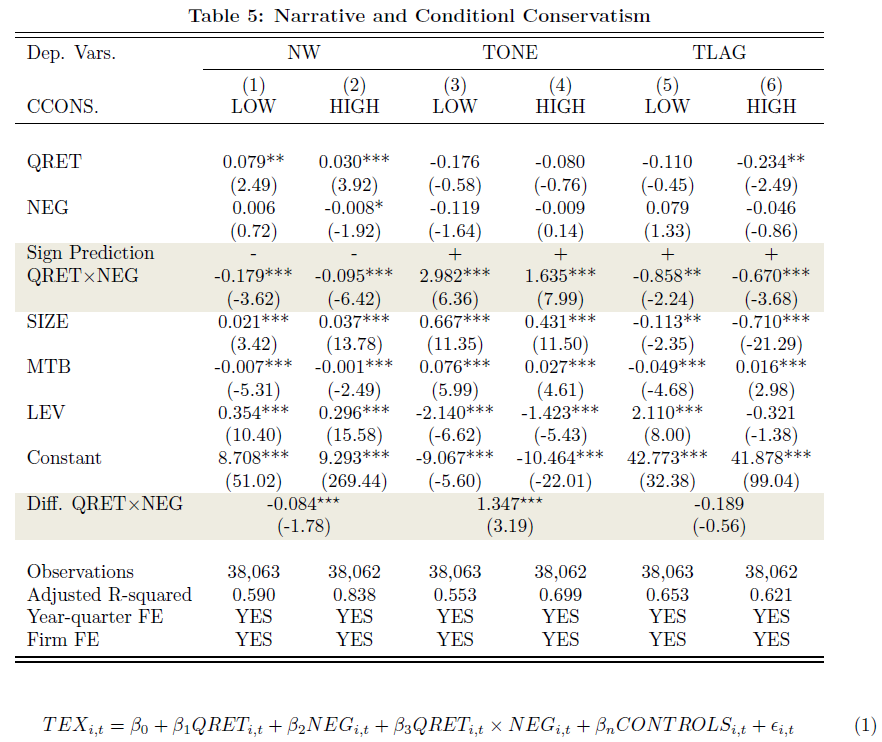 Table 5: Narrative and Conditionl Conservatism
Dep. Vars. NW TONE TLAG
(1) (2) (3) (4) (5) (6)
CCONS. LOW HIGH LOW HIGH LOW HIGH
QRET 0.079** 0.030*** -0.176 -0.080 -0.110 -0.234**
(2.49) (3.92) (-0.58) (-0.76) (-0.45) (-2.49)
NEG 0.006 -0.008* -0.119 -0.009 0.079 -0.046
(0.72) (-1.92) (-1.64) (0.14) (1.33) (-0.86)
Sign Prediction - - + + + +
QRET×NEG -0.179*** -0.095*** 2.982*** 1.635*** -0.858** -0.670***
(-3.62) (-6.42) (6.36) (7.99) (-2.24) (-3.68)
SIZE 0.021*** 0.037*** 0.667*** 0.431*** -0.113** -0.710***
(3.42) (13.78) (11.35) (11.50) (-2.35) (-21.29)
MTB -0.007*** -0.001*** 0.076*** 0.027*** -0.049*** 0.016***
(-5.31) (-2.49) (5.99) (4.61) (-4.68) (2.98)
LEV 0.354*** 0.296*** -2.140*** -1.423*** 2.110*** -0.321
(10.40) (15.58) (-6.62) (-5.43) (8.00) (-1.38)
Constant 8.708*** 9.293*** -9.067*** -10.464*** 42.773*** 41.878***
(51.02) (269.44) (-5.60) (-22.01) (32.38) (99.04)
Diff. QRET×NEG -0.084*** 1.347*** -0.189
(-1.78) (3.19) (-0.56)
Observations 38,063 38,062 38,063 38,062 38,063 38,062
Adjusted R-squared 0.590 0.838 0.553 0.699 0.653 0.621
Year-quarter FE YES YES YES YES YES YES
Firm FE YES YES YES YES YES YES
TEX_{i,t} = β_0 + β_1QRET_{i,t} + β_2NEG_{i,t} + β_3QRET_{i,t} × NEG_{i,t} + β_nCONTROLS_{i,t} + ϵ_{i,t} (1)